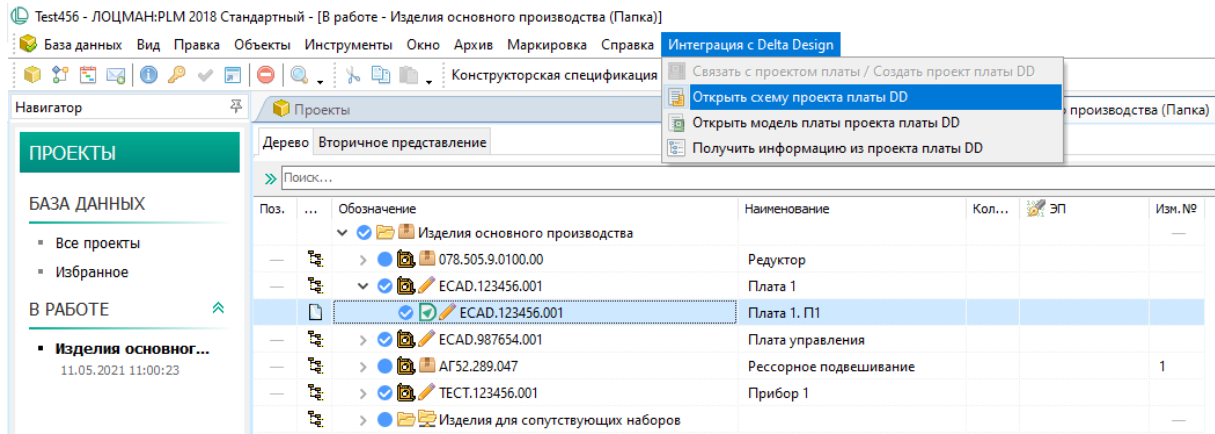 Test456 - ЛОЦМАН:PLM 2018 Стандартный - [В работе - Изделия основного производства (Папка)]
База данных Вид Правка Объекты Инструменты Окно Архив Маркировка Справка Интеграция с Delta Design
Конструкторская спецификация
Связать с проектом платы / Создать проект платы DD
Открыть схему проекта платы DD
Открыть модель платы проекта платы DD
Получить информацию из проекта платы DD
Навигатор
Проекты
производства (Папка)
ПРОЕКТЫ
БАЗА ДАННЫХ
Все проекты
Избранное
В РАБОТЕ
Изделия основног...
11.05.2021 11:00:23
Дерево Вторичное представление
Поиск...
Поз. ... Обозначение Наименование Кол... ЭП Изм. №
Изделия основного производства —
— 078.505.9.0100.00 Редуктор
— ECAD.123456.001 Плата 1
ECAD.123456.001 Плата 1. П1
— ECAD.987654.001 Плата управления
— АГ52.289.047 Рессорное подвешивание 1
— ТЕСТ.123456.001 Прибор 1
Изделия для сопутствующих наборов —